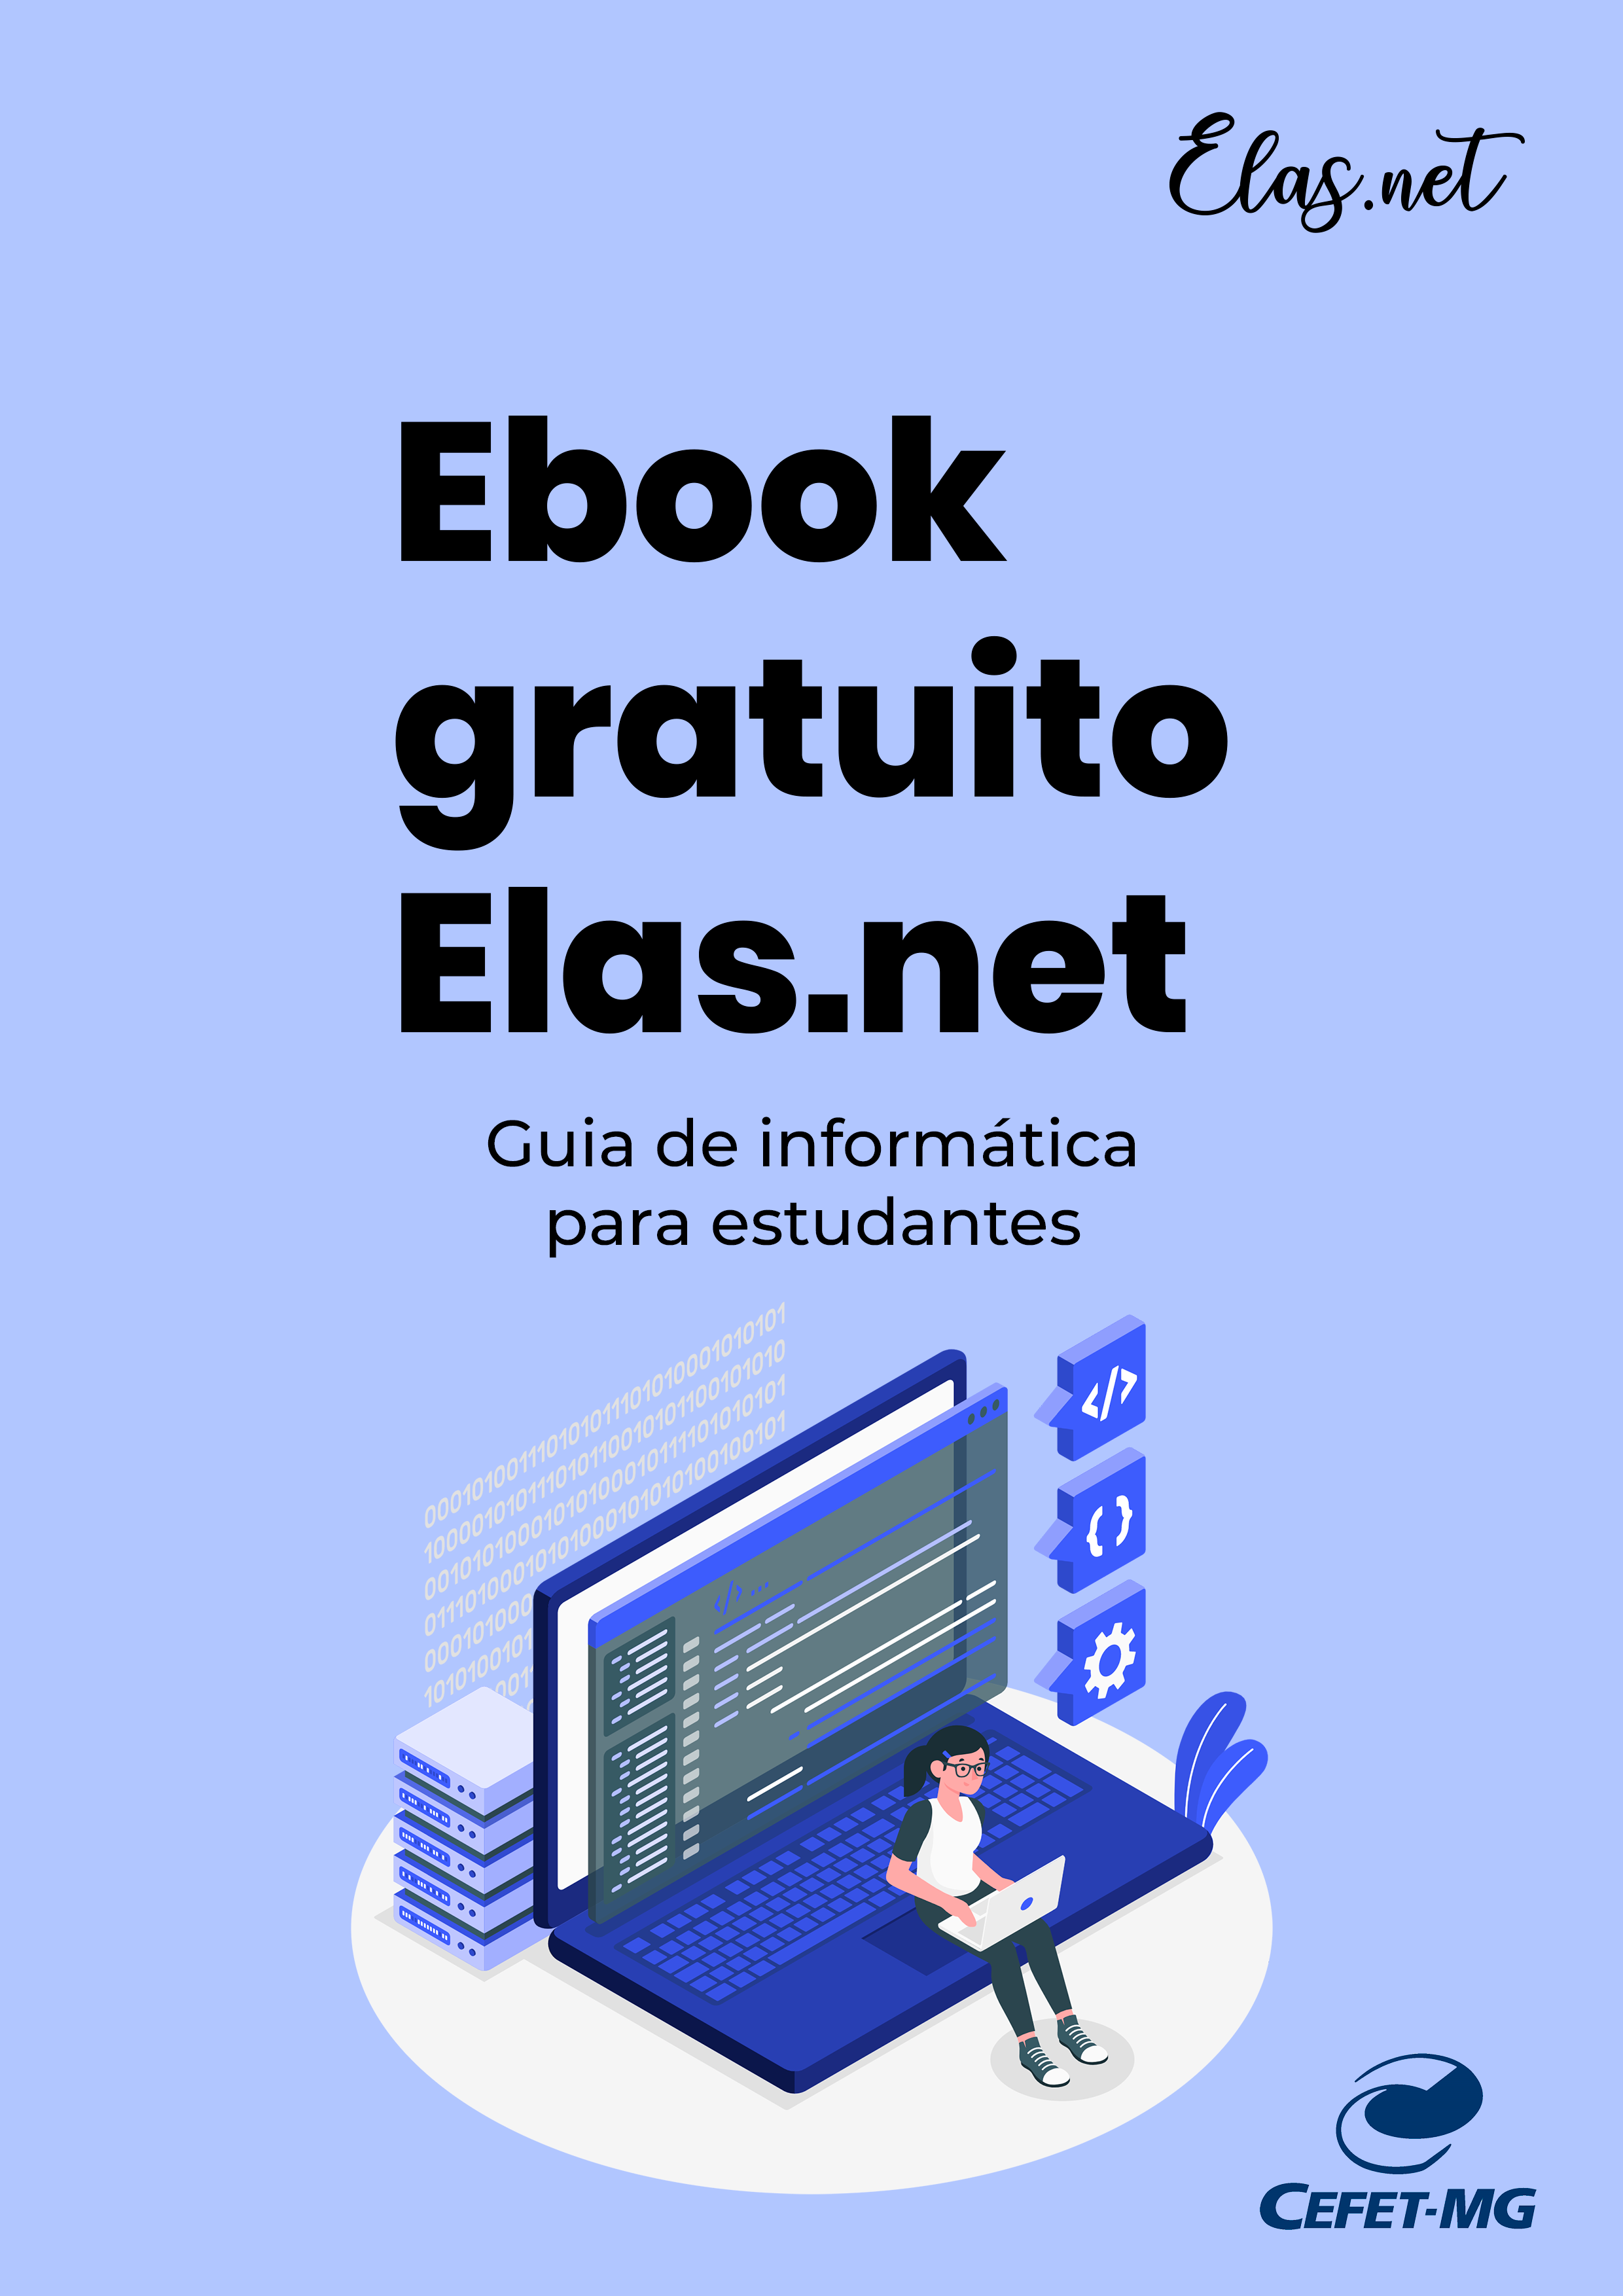 Elas.net
Ebook
gratuito
Elas.net
Guia de informática
para estudantes
</>
{}
</> ...
CEFET-MG